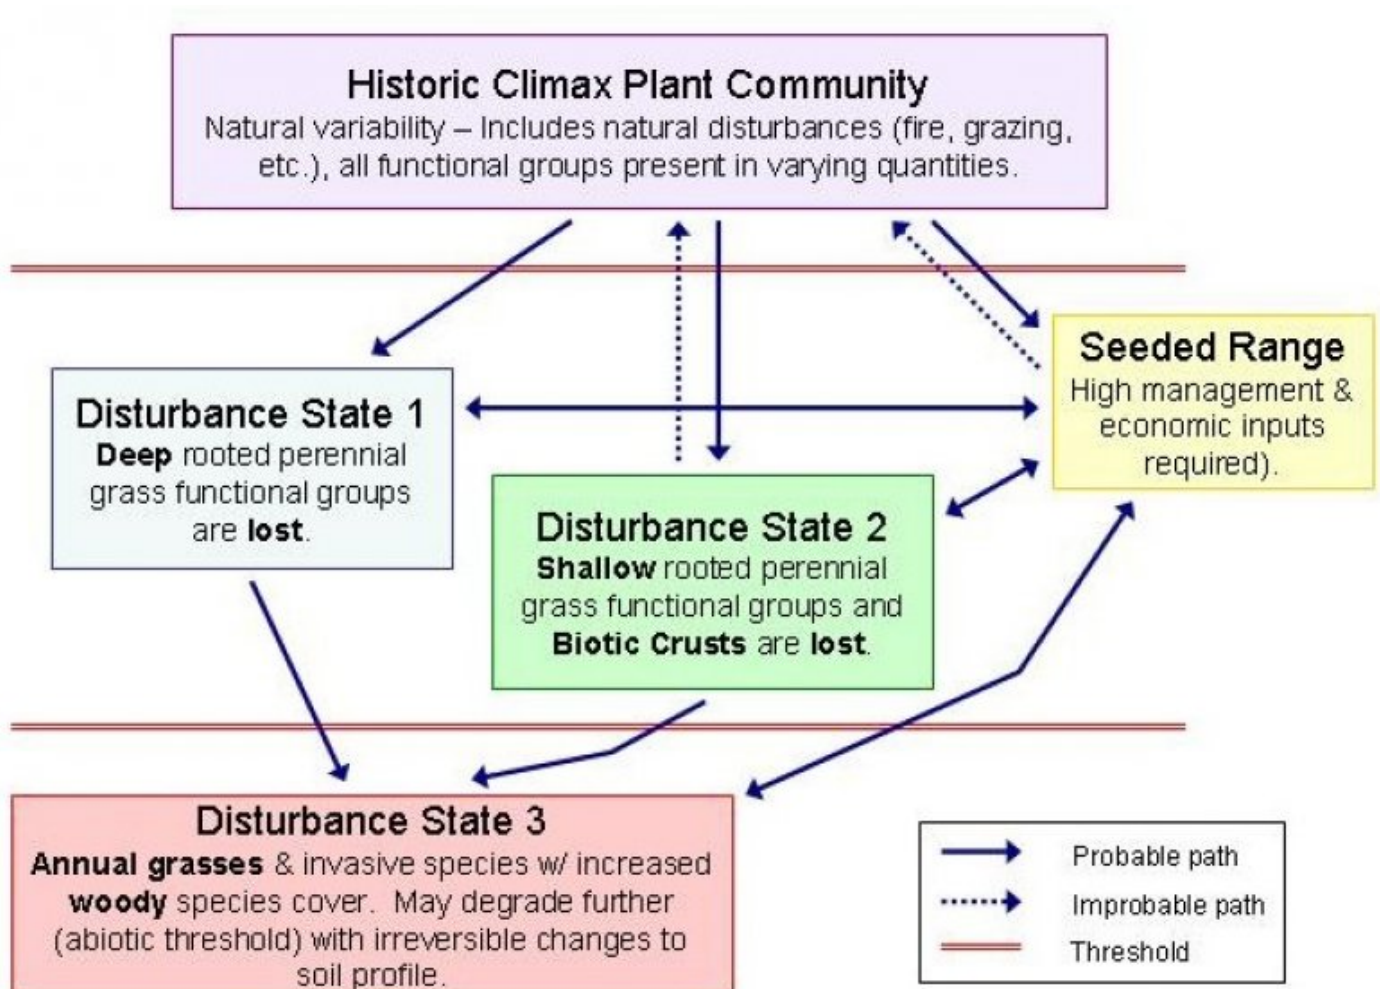 Historic Climax Plant Community
Natural variability – Includes natural disturbances (fire, grazing,
etc.), all functional groups present in varying quantities.
Seeded Range
High management &
economic inputs
required).
Disturbance State 1
Deep rooted perennial
grass functional groups
are lost.
Disturbance State 2
Shallow rooted perennial
grass functional groups and
Biotic Crusts are lost.
Disturbance State 3
Annual grasses & invasive species w/ increased
woody species cover. May degrade further
(abiotic threshold) with irreversible changes to
soil profile.
Probable path
Improbable path
Threshold